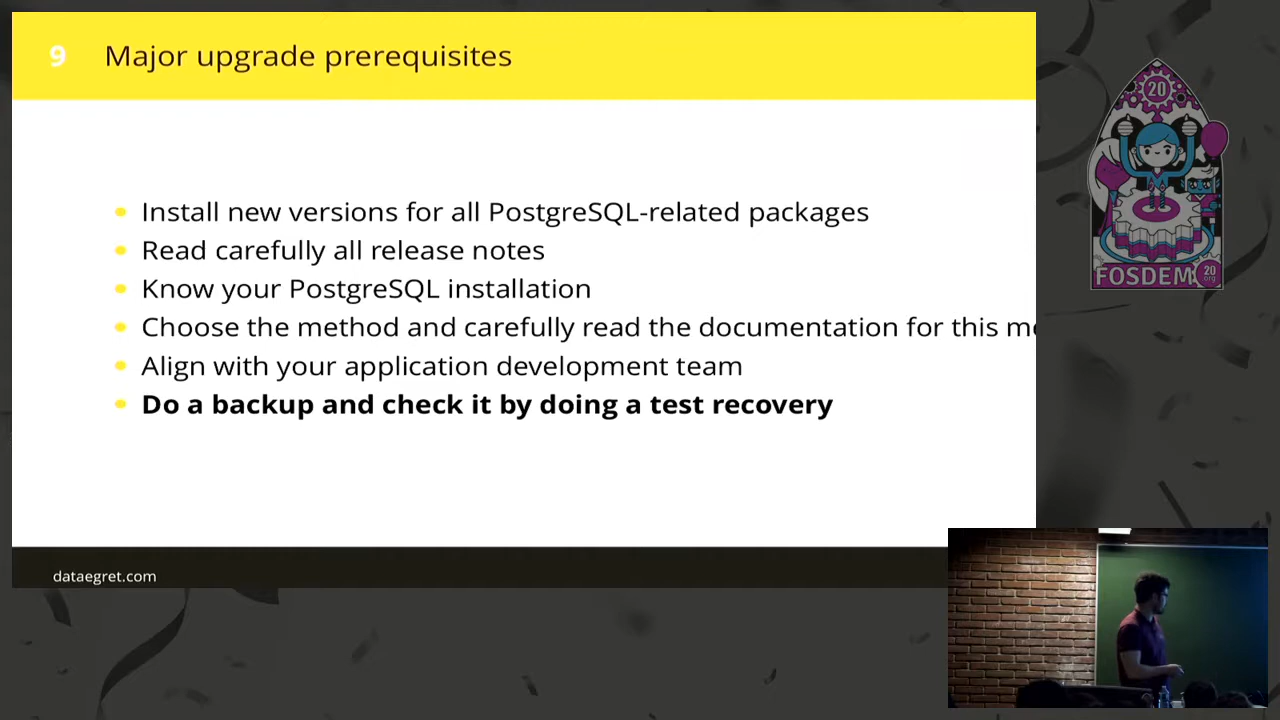 9 Major upgrade prerequisites
Install new versions for all PostgreSQL-related packages
Read carefully all release notes
Know your PostgreSQL installation
Choose the method and carefully read the documentation for this
Align with your application development team
Do a backup and check it by doing a test recovery
dataegret.com
20
FOSDEM
20
org